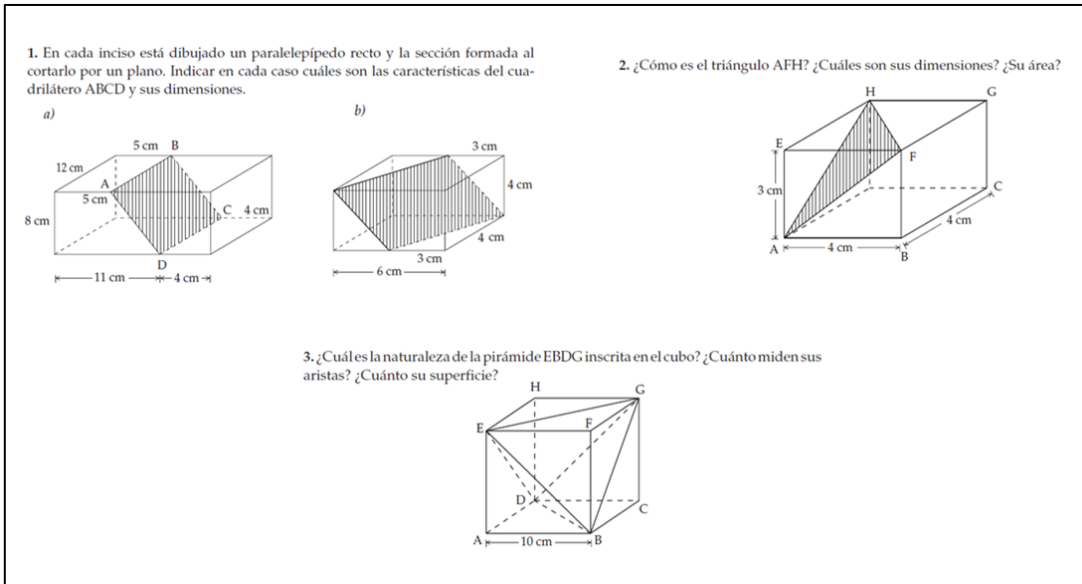 1. En cada inciso está dibujado un paralelepípedo recto y la sección formada al
cortarlo por un plano. Indicar en cada caso cuáles son las características del cua-
drilátero ABCD y sus dimensiones.
a)
5 cm B
12 cm
A
5 cm
C 4 cm
8 cm
D
11 cm 4 cm
b)
3 cm
4 cm
4 cm
3 cm
6 cm
2. ¿Cómo es el triángulo AFH? ¿Cuáles son sus dimensiones? ¿Su área?
H G
E
F
3 cm
C
4 cm
A 4 cm B
3. ¿Cuál es la naturaleza de la pirámide EBDG inscrita en el cubo? ¿Cuánto miden sus
aristas? ¿Cuánto su superficie?
H G
E F
D
C
A 10 cm B